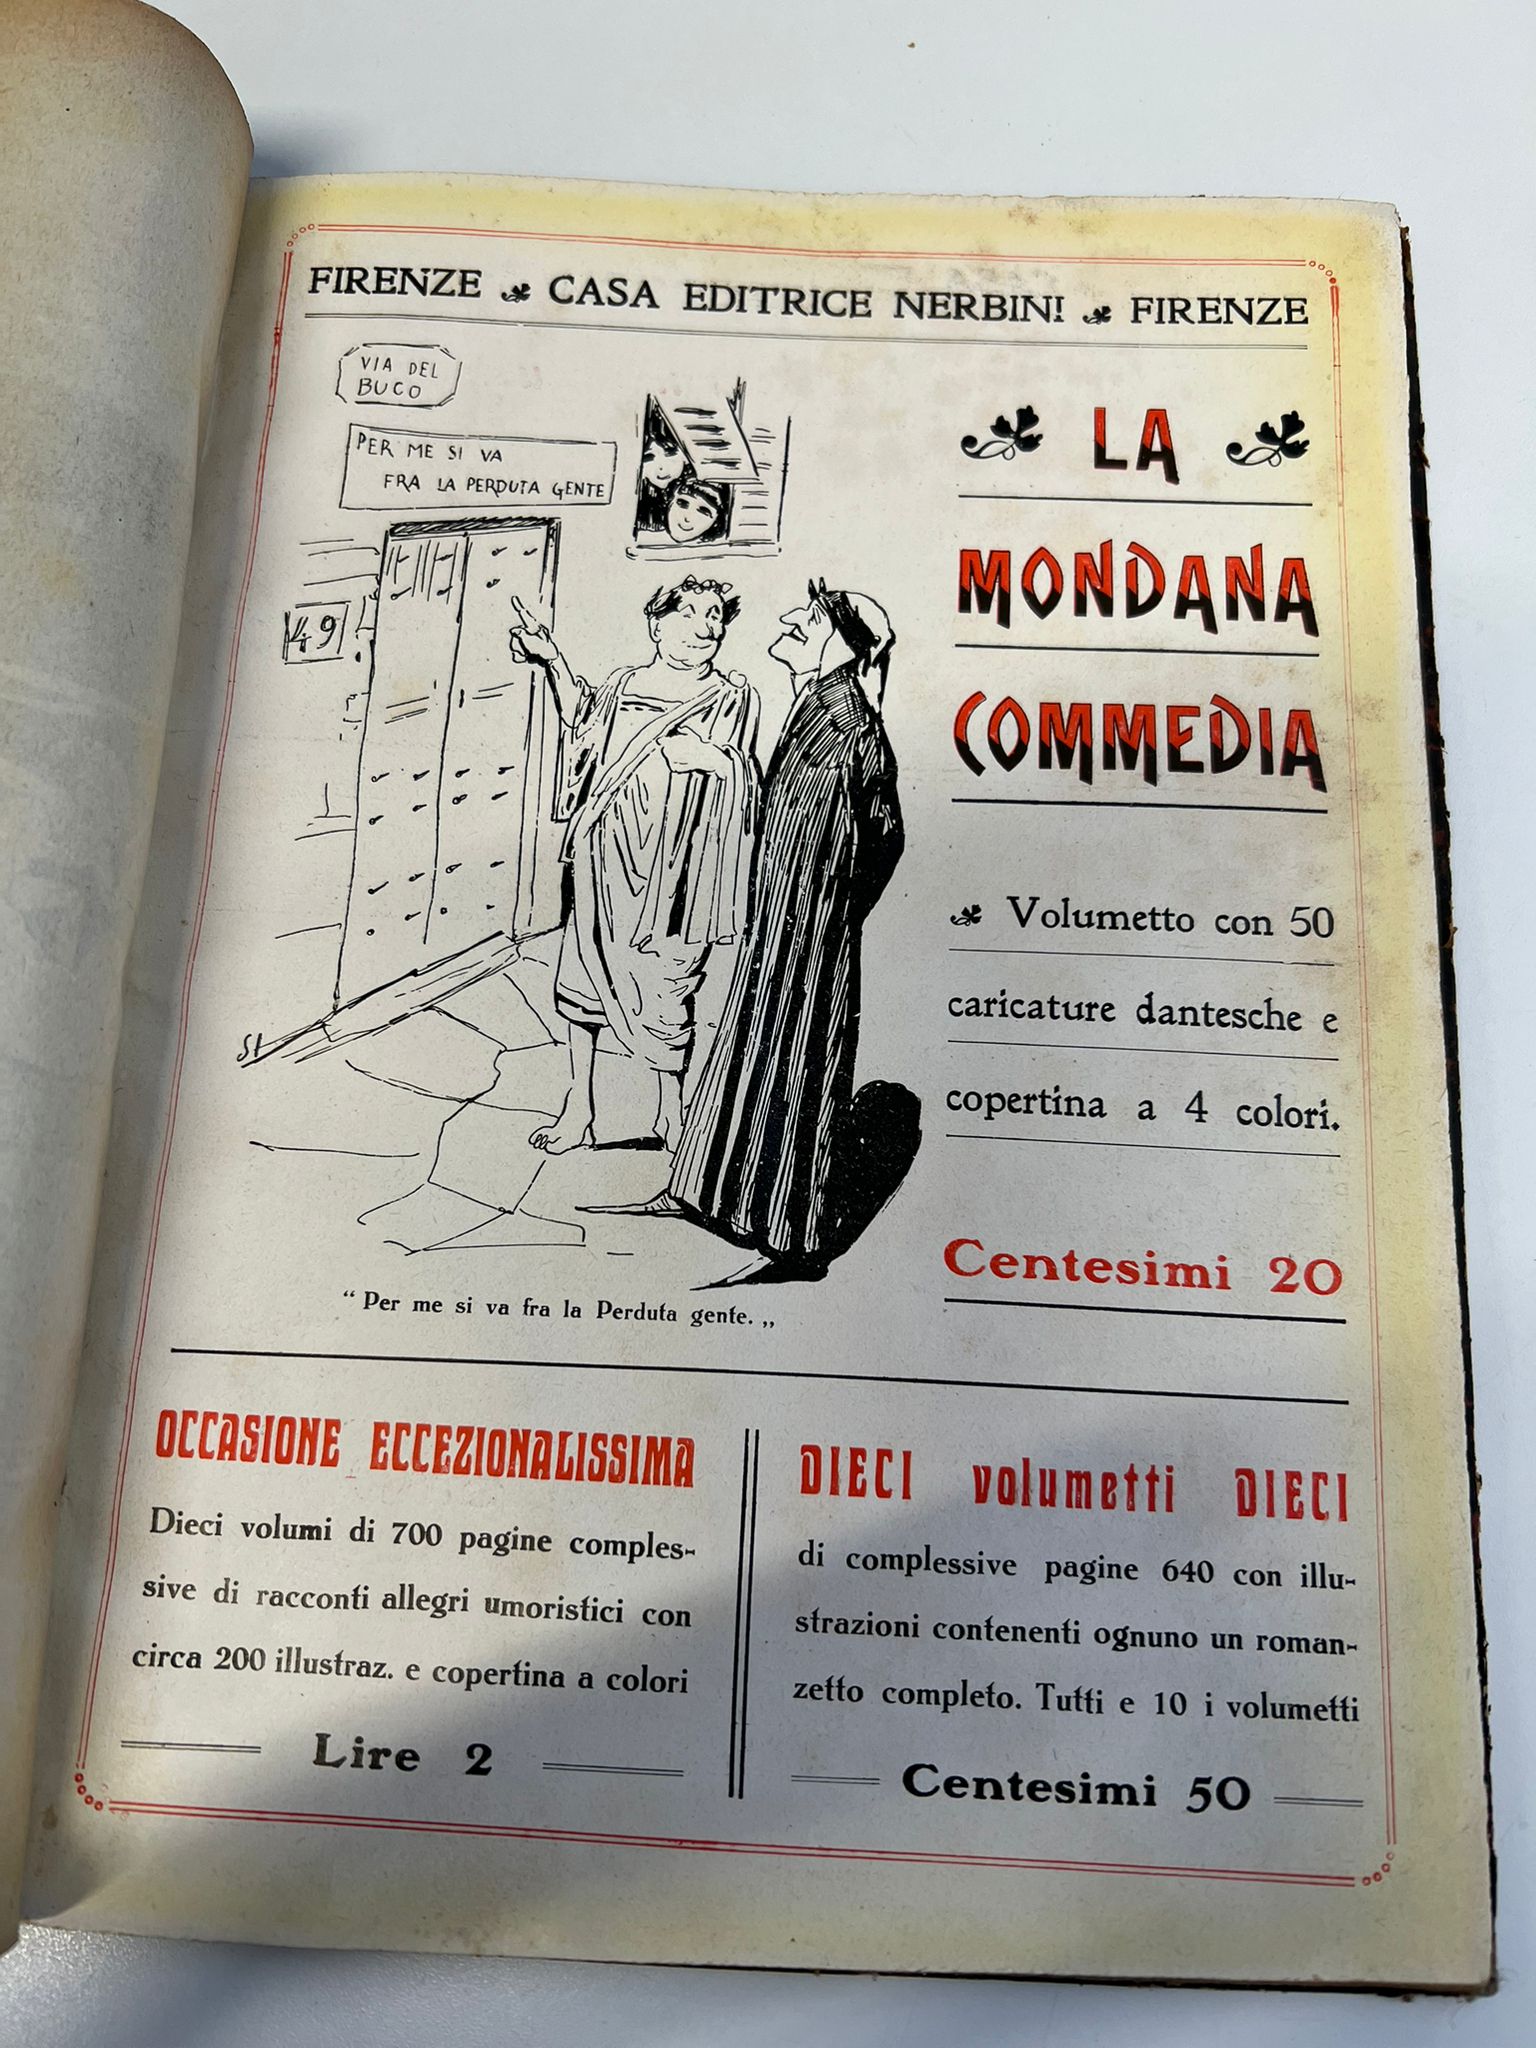 FIRENZE CASA EDITRICE NERBINI FIRENZE
VIA DEL
BUCO
PER ME SI VA
FRA LA PERDUTA GENTE
49
SI
" Per me si va fra la Perduta gente. „
LA
MONDANA
COMMEDIA
Volumetto con 50
caricature dantesche e
copertina a 4 colori.
Centesimi 20
OCCASIONE ECCEZIONALISSIMA
Dieci volumi di 700 pagine comples-
sive di racconti allegri umoristici con
circa 200 illustraz. e copertina a colori
Lire 2
DIECI volumetti DIECI
di complessive pagine 640 con illu-
strazioni contenenti ognuno un roman-
zetto completo. Tutti e 10 i volumetti
Centesimi 50